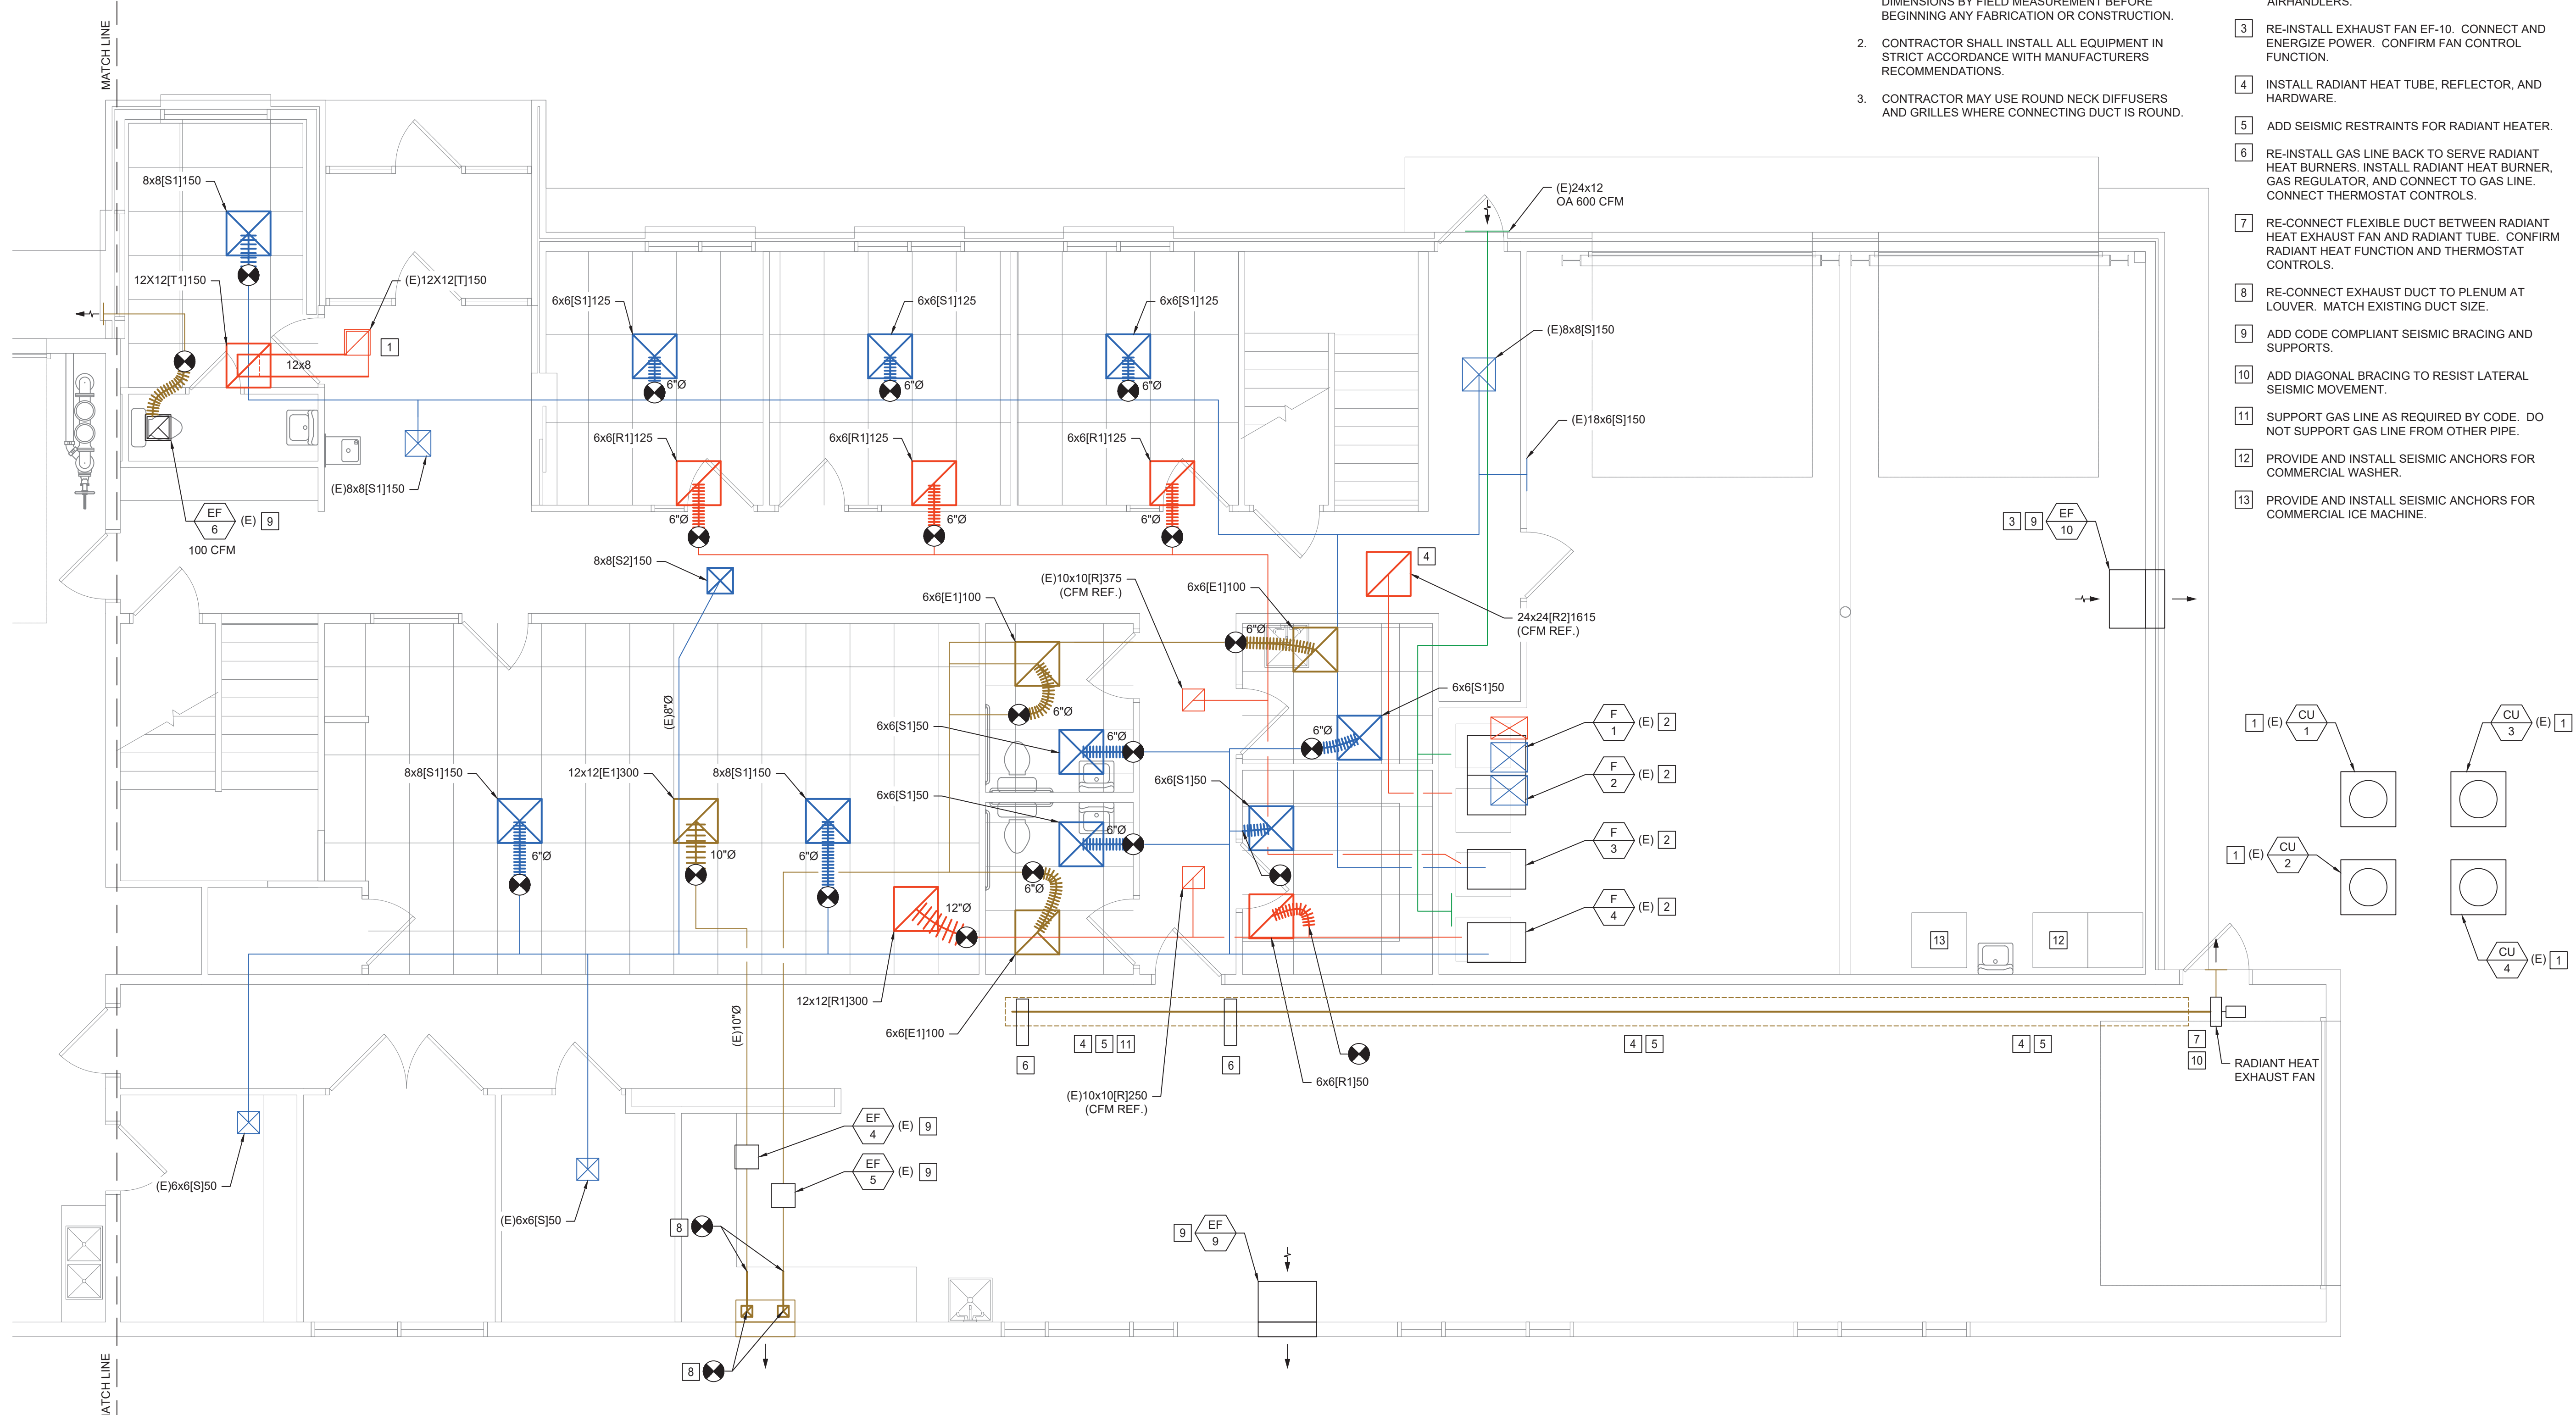 DIMENSIONS BY FIELD MEASUREMENT BEFORE
BEGINNING ANY FABRICATION OR CONSTRUCTION.
2. CONTRACTOR SHALL INSTALL ALL EQUIPMENT IN
STRICT ACCORDANCE WITH MANUFACTURERS
RECOMMENDATIONS.
3. CONTRACTOR MAY USE ROUND NECK DIFFUSERS
AND GRILLES WHERE CONNECTING DUCT IS ROUND.
AIRHANDLERS.
3 RE-INSTALL EXHAUST FAN EF-10. CONNECT AND
ENERGIZE POWER. CONFIRM FAN CONTROL
FUNCTION.
4 INSTALL RADIANT HEAT TUBE, REFLECTOR, AND
HARDWARE.
5 ADD SEISMIC RESTRAINTS FOR RADIANT HEATER.
6 RE-INSTALL GAS LINE BACK TO SERVE RADIANT
HEAT BURNERS. INSTALL RADIANT HEAT BURNER,
GAS REGULATOR, AND CONNECT TO GAS LINE.
CONNECT THERMOSTAT CONTROLS.
7 RE-CONNECT FLEXIBLE DUCT BETWEEN RADIANT
HEAT EXHAUST FAN AND RADIANT TUBE. CONFIRM
RADIANT HEAT FUNCTION AND THERMOSTAT
CONTROLS.
8 RE-CONNECT EXHAUST DUCT TO PLENUM AT
LOUVER. MATCH EXISTING DUCT SIZE.
9 ADD CODE COMPLIANT SEISMIC BRACING AND
SUPPORTS.
10 ADD DIAGONAL BRACING TO RESIST LATERAL
SEISMIC MOVEMENT.
11 SUPPORT GAS LINE AS REQUIRED BY CODE. DO
NOT SUPPORT GAS LINE FROM OTHER PIPE.
12 PROVIDE AND INSTALL SEISMIC ANCHORS FOR
COMMERCIAL WASHER.
13 PROVIDE AND INSTALL SEISMIC ANCHORS FOR
COMMERCIAL ICE MACHINE.
MATCH LINE
8x8[S1]150
12X12[T1]150
(E)12X12[T]150
1
12x8
(E)8x8[S1]150
EF
6
(E) 9
100 CFM
6x6[S1]125
6x6[S1]125
6x6[S1]125
6"Ø
6"Ø
6"Ø
6x6[R1]125
6x6[R1]125
6x6[R1]125
6"Ø
6"Ø
6"Ø
(E)24x12
OA 600 CFM
(E)8x8[S]150
(E)18x6[S]150
3 9 EF
10
8x8[S2]150
(E)10x10[R]375
(CFM REF.)
6x6[E1]100
6x6[E1]100
4
24x24[R2]1615
(CFM REF.)
6"Ø
6"Ø
(E)8"Ø
6x6[S1]50
6"Ø
6x6[S1]50
6"Ø
F
1
(E) 2
F
2
(E) 2
F
3
(E) 2
F
4
(E) 2
1 (E) CU
1
CU
3
(E) 1
1 (E) CU
2
CU
4
(E) 1
8x8[S1]150
12x12[E1]300
8x8[S1]150
6x6[S1]50
6x6[S1]50
6"Ø
6"Ø
10"Ø
6"Ø
6"Ø
12"Ø
13
12
12x12[R1]300
6x6[E1]100
(E)10"Ø
4 5 11
4 5
4 5
6
6
7
10
RADIANT HEAT
EXHAUST FAN
6x6[R1]50
(E)10x10[R]250
(CFM REF.)
EF
4
(E) 9
EF
5
(E) 9
(E)6x6[S]50
(E)6x6[S]50
8
9 EF
9
8
MATCH LINE